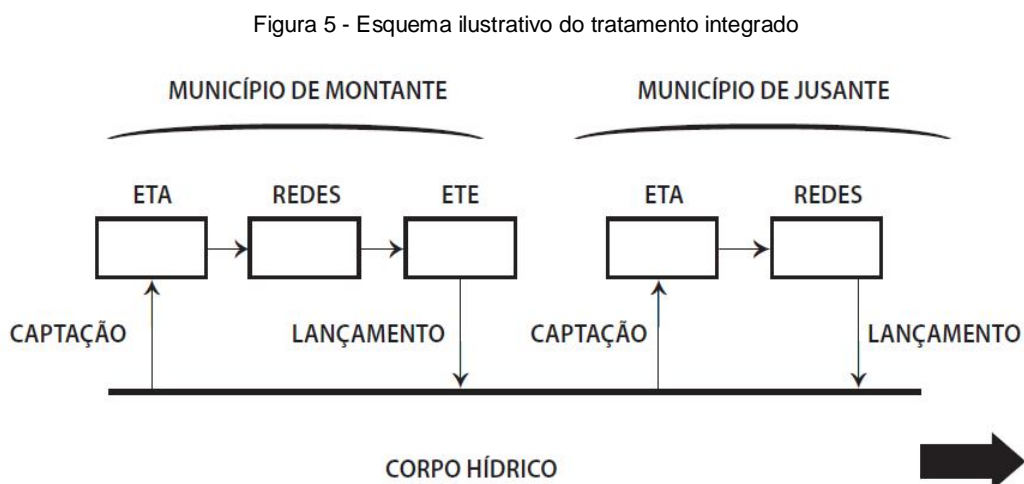 Figura 5 - Esquema ilustrativo do tratamento integrado
MUNICÍPIO DE MONTANTE
MUNICÍPIO DE JUSANTE
ETA
REDES
ETE
ETA
REDES
CAPTAÇÃO
LANÇAMENTO
CAPTAÇÃO
LANÇAMENTO
CORPO HÍDRICO